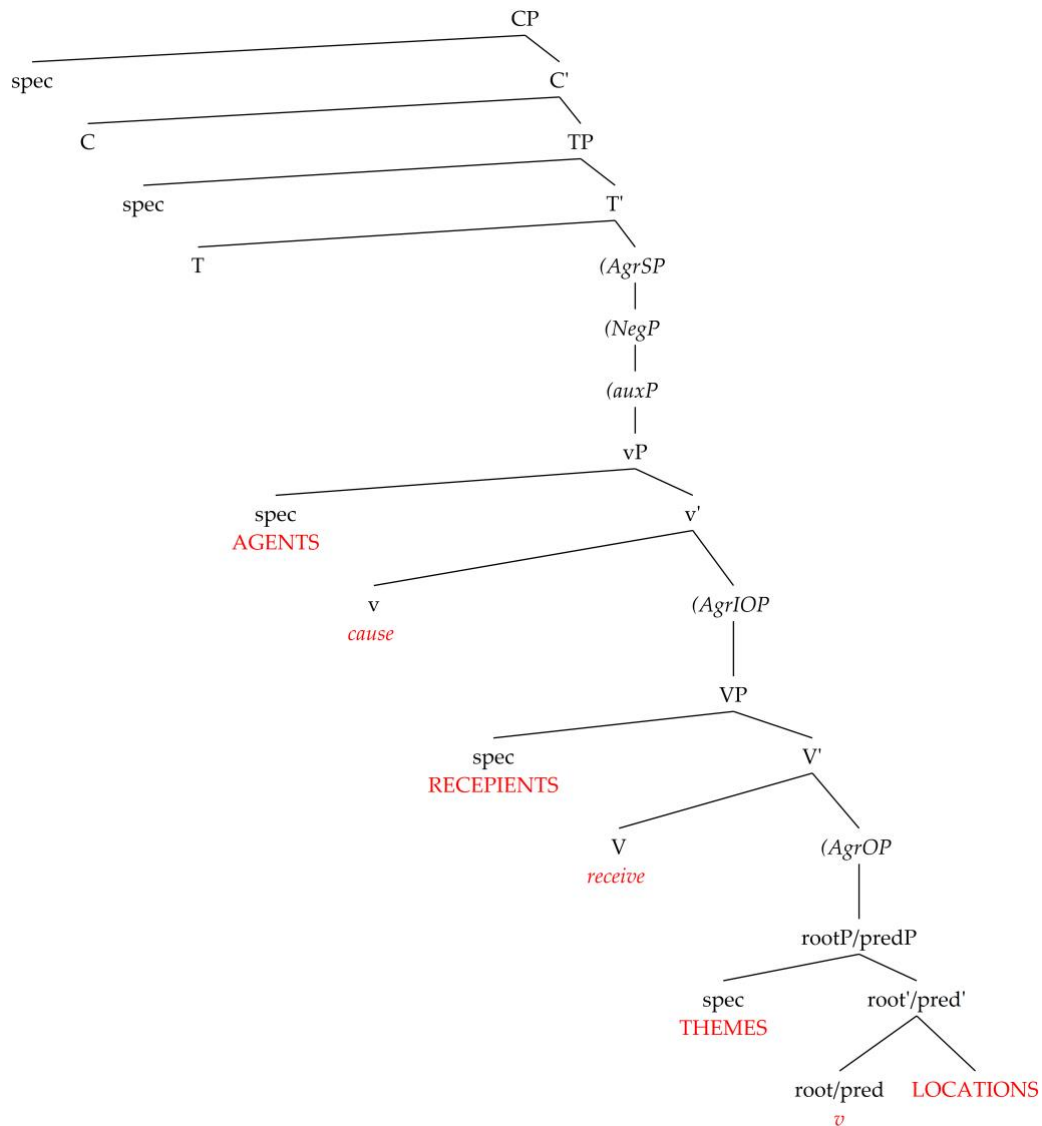 CP
spec
C'
C
TP
spec
T'
T
(AgrSP
(NegP
(auxP
vP
spec
v'
AGENTS
v
(AgrIOP
cause
VP
spec
V'
RECEPIENTS
V
(AgrOP
receive
rootP/predP
spec
root'/pred'
THEMES
root/pred
LOCATIONS
v